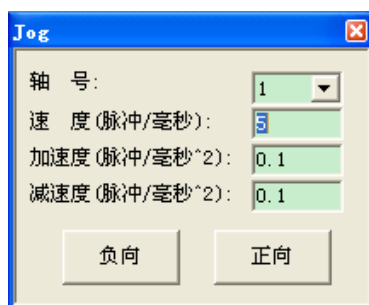 Jog
轴 号: 1
速 度(脉冲/毫秒): 5
加速度(脉冲/毫秒^2): 0.1
减速度(脉冲/毫秒^2): 0.1
负向 正向